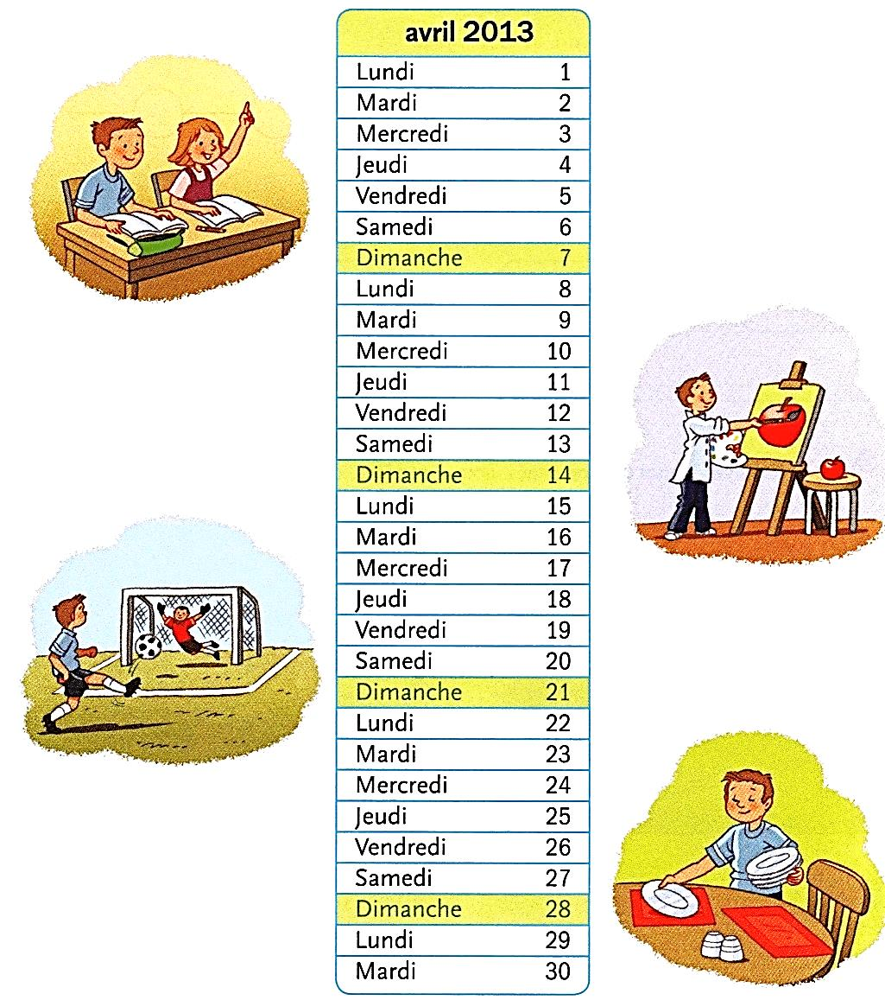 avril 2013
Lundi 1
Mardi 2
Mercredi 3
Jeudi 4
Vendredi 5
Samedi 6
Dimanche 7
Lundi 8
Mardi 9
Mercredi 10
Jeudi 11
Vendredi 12
Samedi 13
Dimanche 14
Lundi 15
Mardi 16
Mercredi 17
Jeudi 18
Vendredi 19
Samedi 20
Dimanche 21
Lundi 22
Mardi 23
Mercredi 24
Jeudi 25
Vendredi 26
Samedi 27
Dimanche 28
Lundi 29
Mardi 30